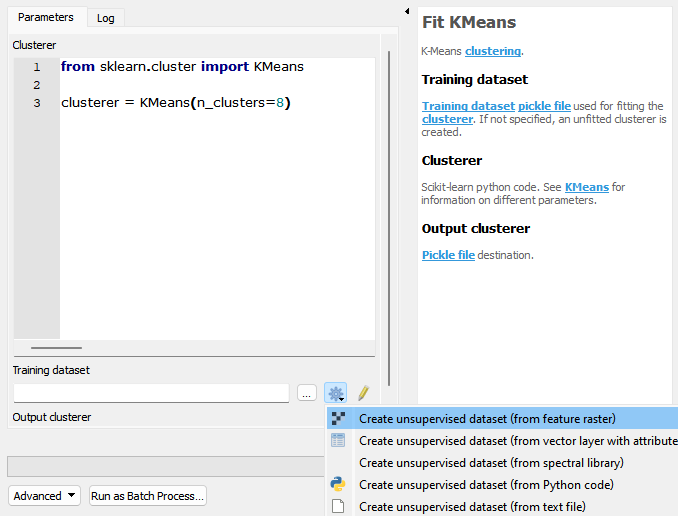 Parameters
Log
Clusterer
1 from sklearn.cluster import KMeans
2
3 clusterer = KMeans(n_clusters=8)
Training dataset
...
Output clusterer
Advanced
Run as Batch Process...
Fit KMeans
K-Means clustering.
Training dataset
Training dataset pickle file used for fitting the
clusterer. If not specified, an unfitted clusterer is
created.
Clusterer
Scikit-learn python code. See KMeans for
information on different parameters.
Output clusterer
Pickle file destination.
Create unsupervised dataset (from feature raster)
Create unsupervised dataset (from vector layer with attribute
Create unsupervised dataset (from spectral library)
Create unsupervised dataset (from Python code)
Create unsupervised dataset (from text file)